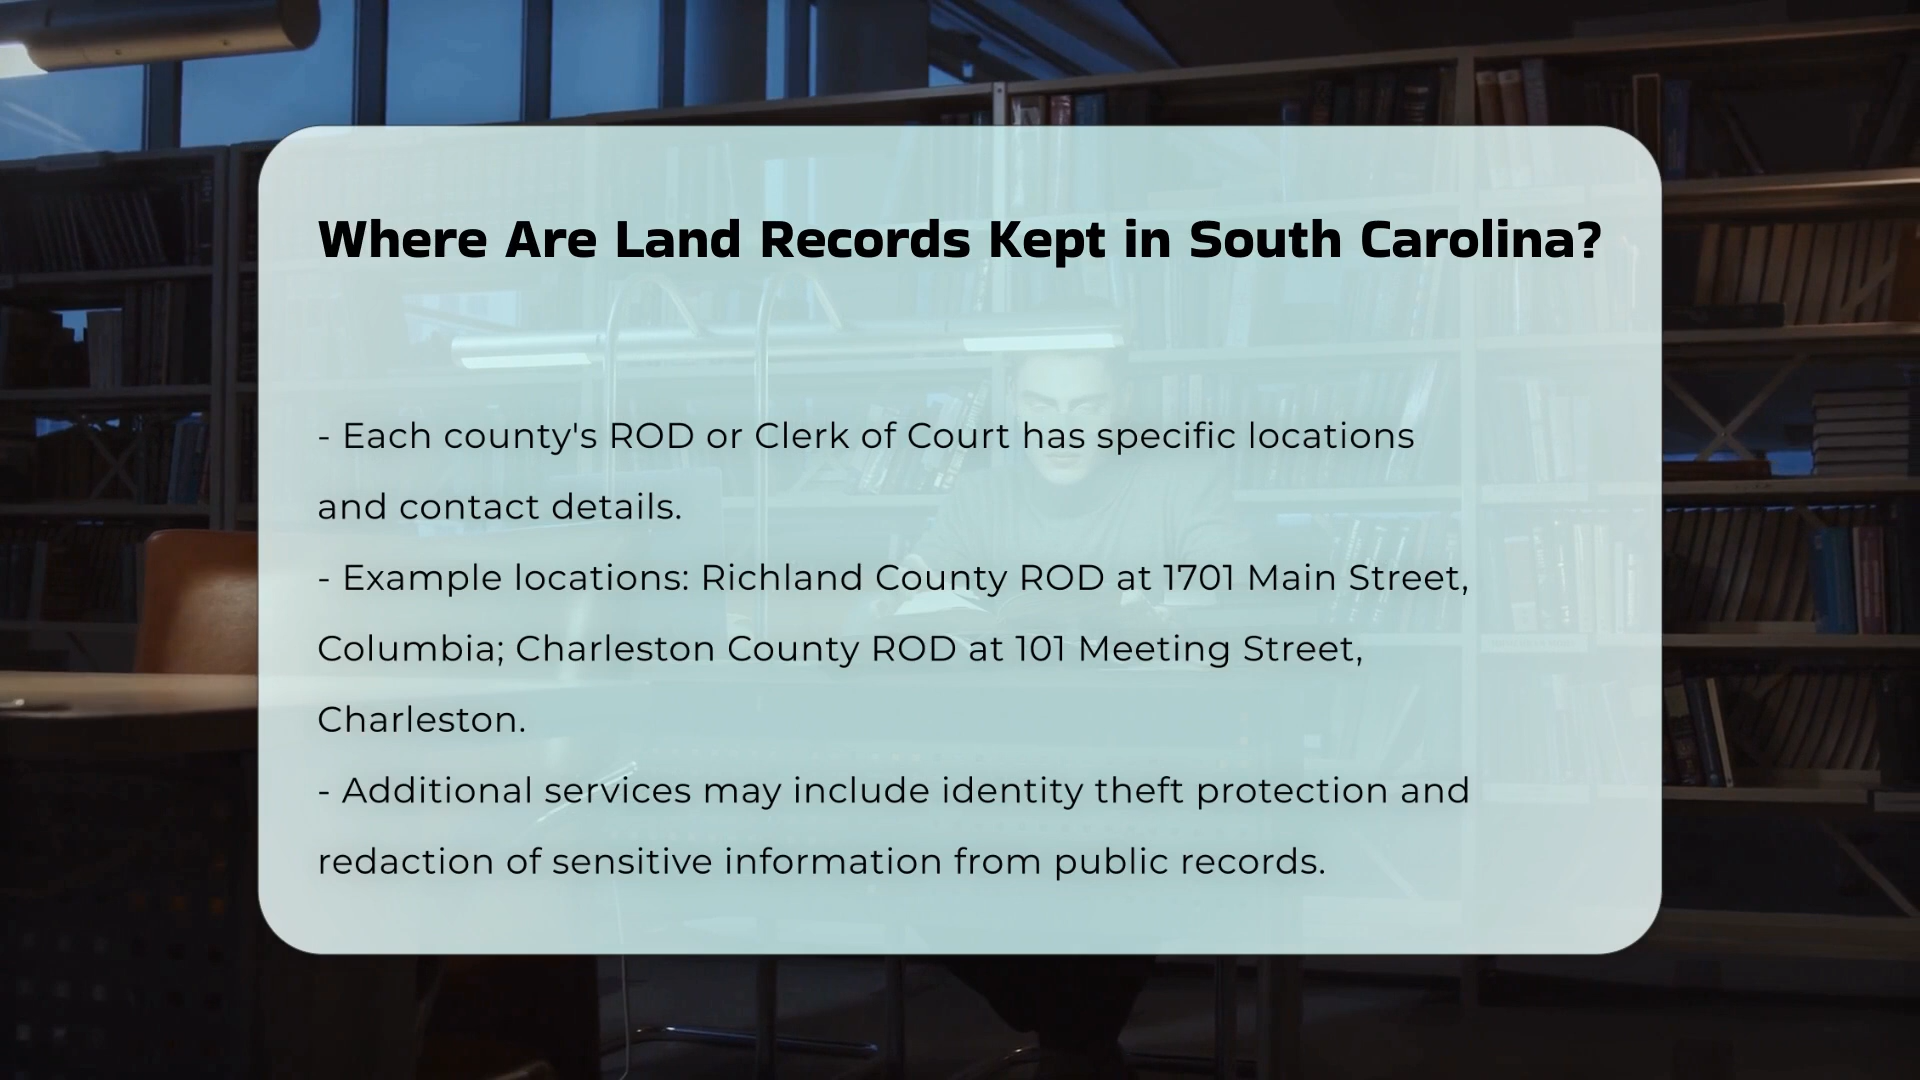 Where Are Land Records Kept in South Carolina?
- Each county's ROD or Clerk of Court has specific locations
and contact details.
- Example locations: Richland County ROD at 1701 Main Street,
Columbia; Charleston County ROD at 101 Meeting Street,
Charleston.
- Additional services may include identity theft protection and
redaction of sensitive information from public records.